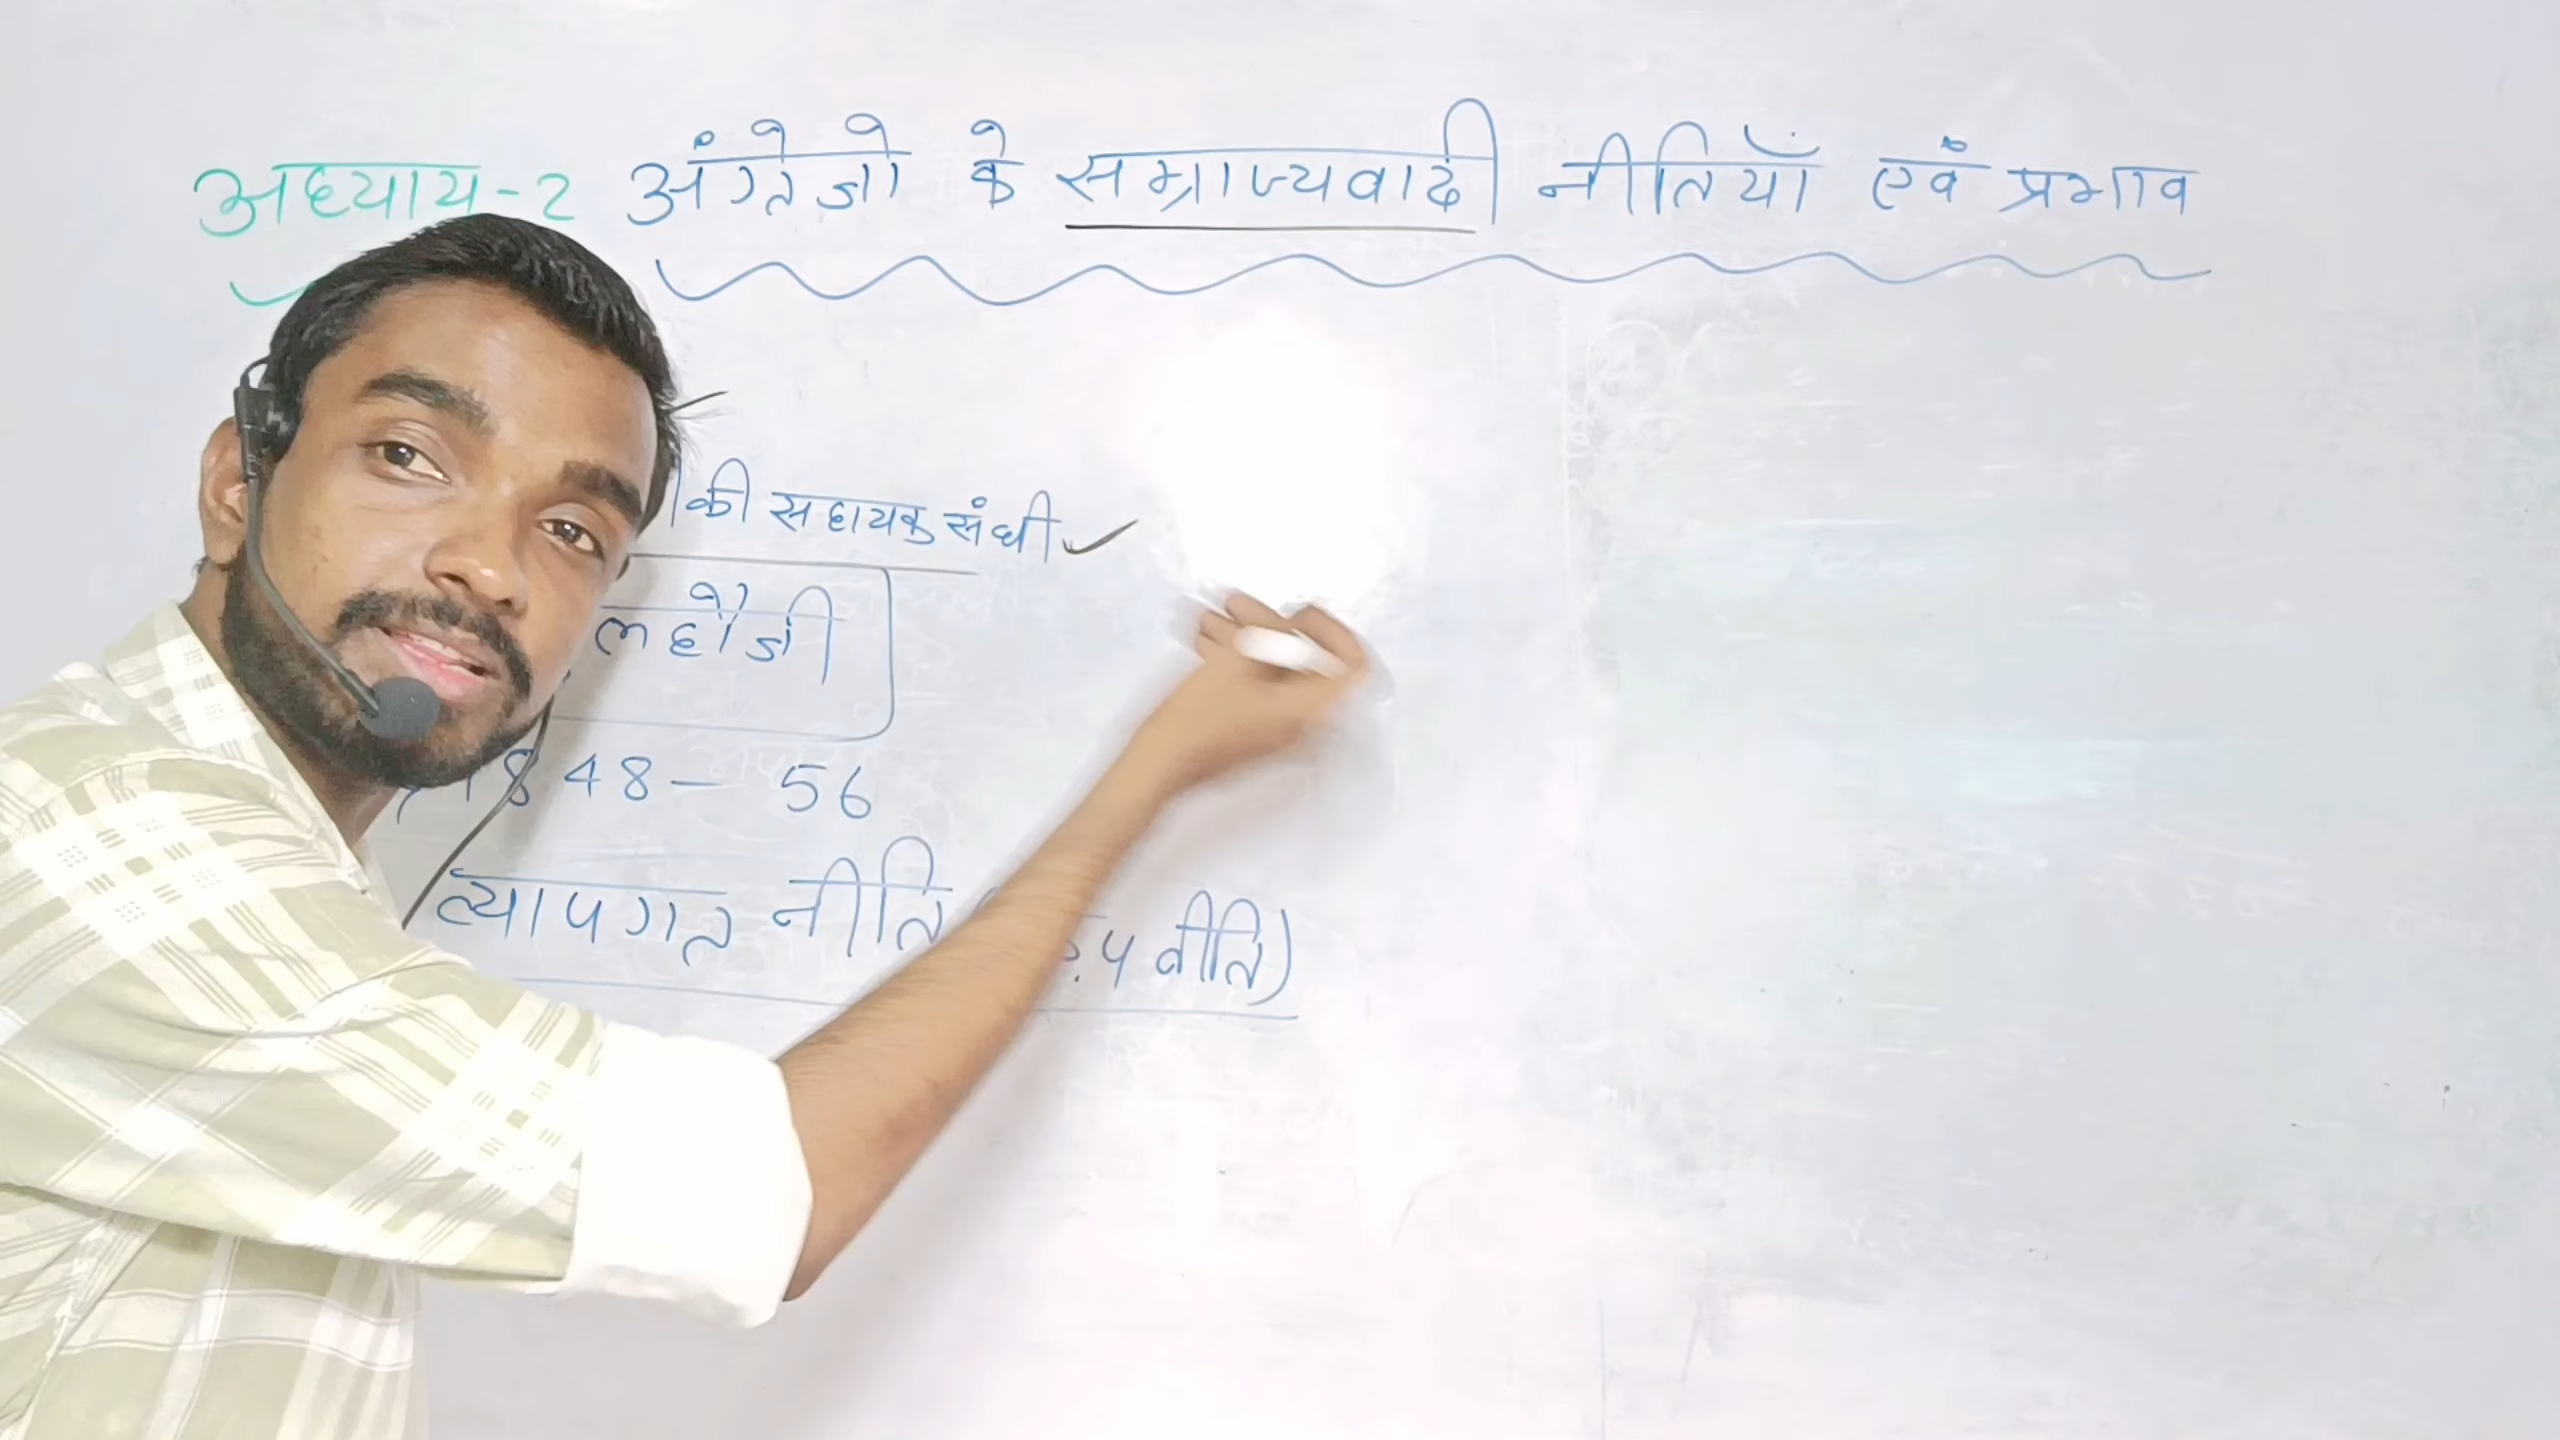 अध्याय-2 अंग्रेजो के सम्राज्यवादी नीतियाँ एवं प्रभाव
की सहायक संधी ✓
लहौजी
1848 - 56
व्यापगत नीति नीति)